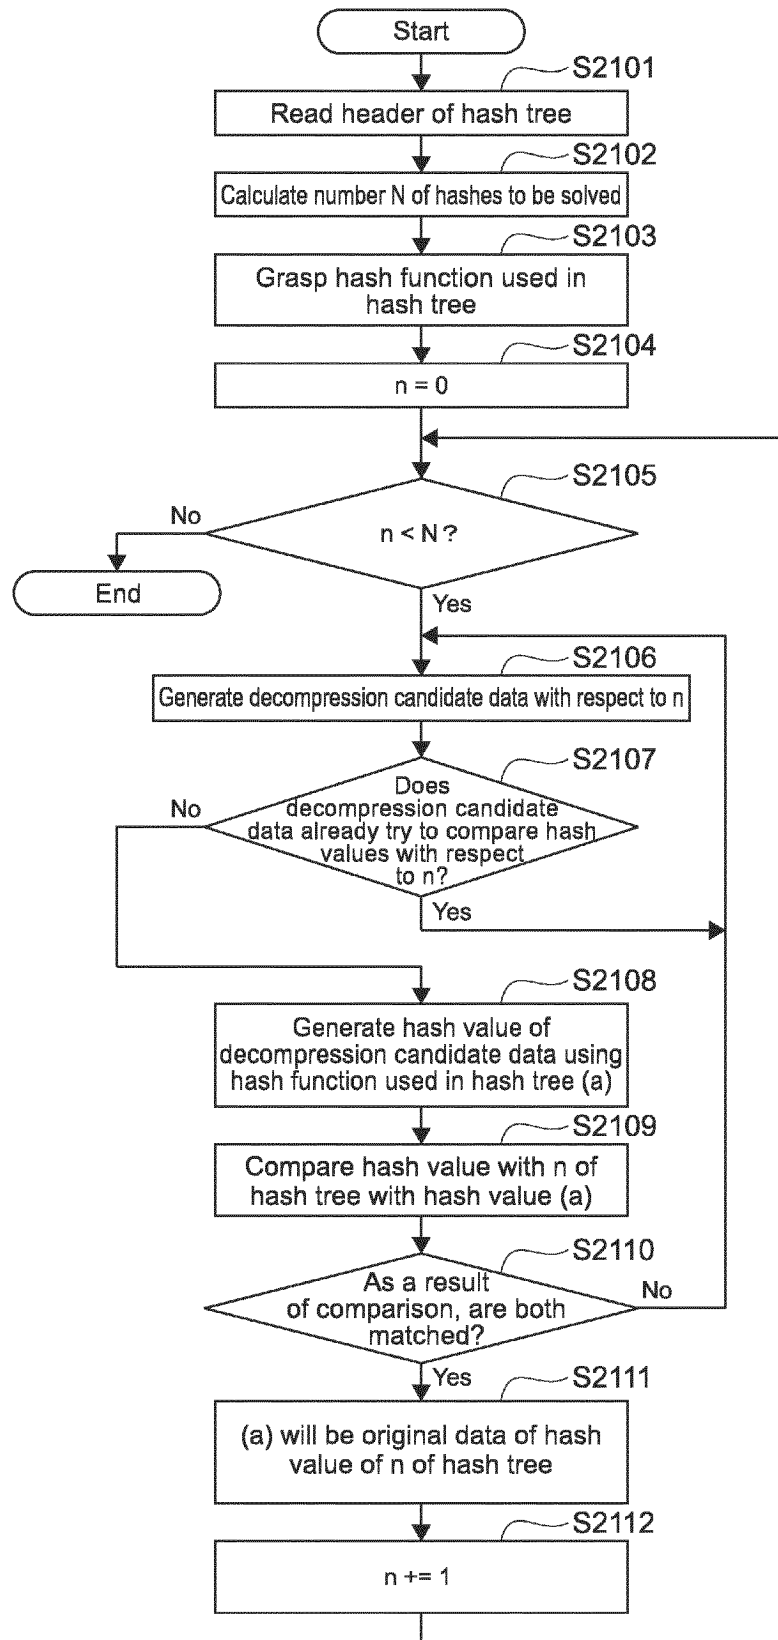 Start
S2101
Read header of hash tree
S2102
Calculate number N of hashes to be solved
S2103
Grasp hash function used in
hash tree
S2104
n = 0
S2105
n < N ?
No
End
Yes
S2106
Generate decompression candidate data with respect to n
S2107
Does
decompression candidate
data already try to compare hash
values with respect
to n?
No
Yes
S2108
Generate hash value of
decompression candidate data using
hash function used in hash tree (a)
S2109
Compare hash value with n of
hash tree with hash value (a)
S2110
As a result
of comparison, are both
matched?
No
Yes
S2111
(a) will be original data of hash
value of n of hash tree
S2112
n += 1